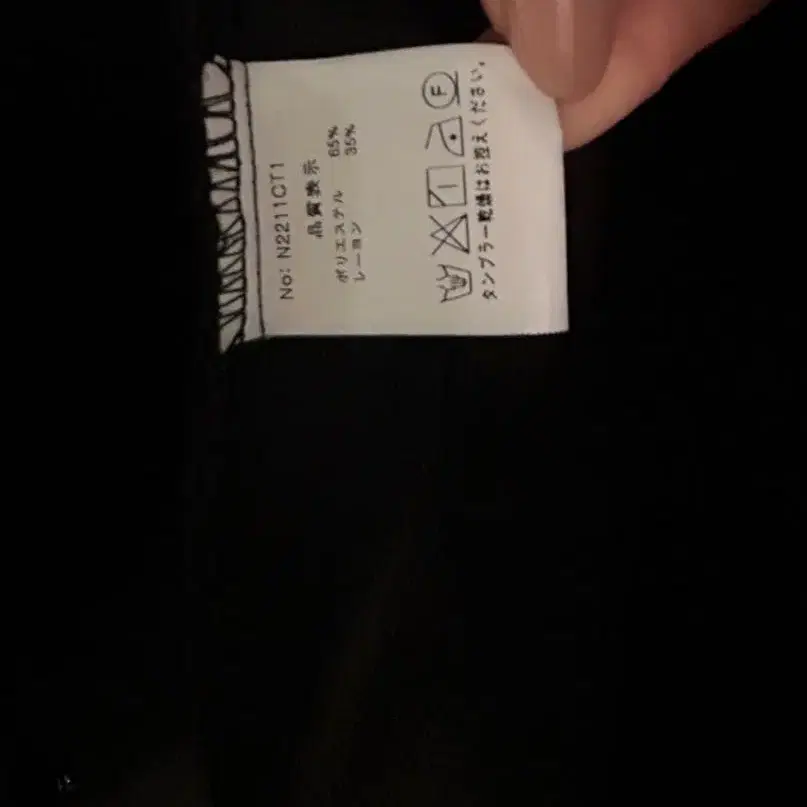 No: N2211CT1
品質表示
ポリエステル 65%
レーヨン 35%
F
タンブラー乾燥はお控えください。